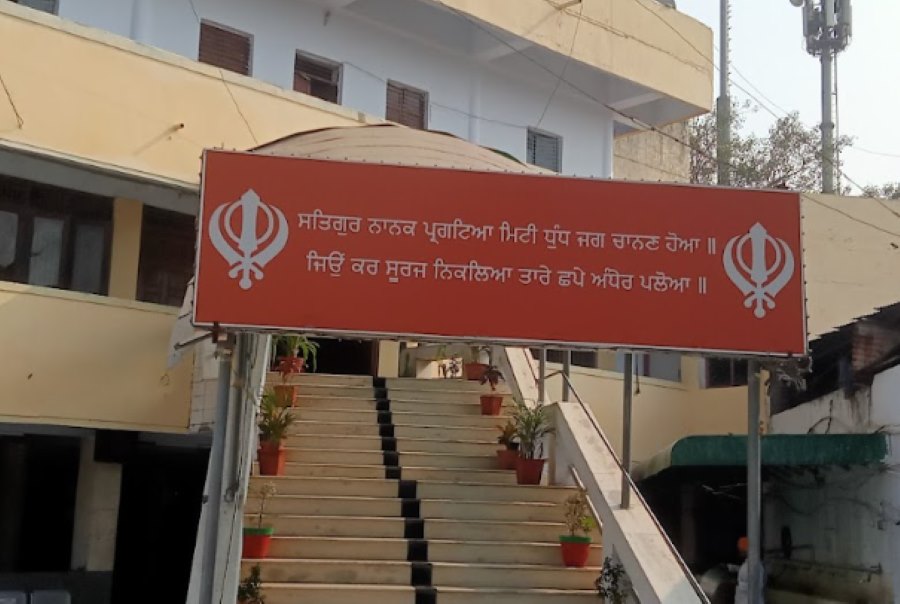 ਸਤਿਗੁਰ ਨਾਨਕ ਪ੍ਰਗਟਿਆ ਮਿਟੀ ਧੁੰਧ ਜਗ ਚਾਨਣ ਹੋਆ ॥
ਜਿਉਂ ਕਰ ਸੂਰਜ ਨਿਕਲਿਆ ਤਾਰੇ ਛਪੇ ਅੰਧੇਰ ਪਲੋਆ ॥